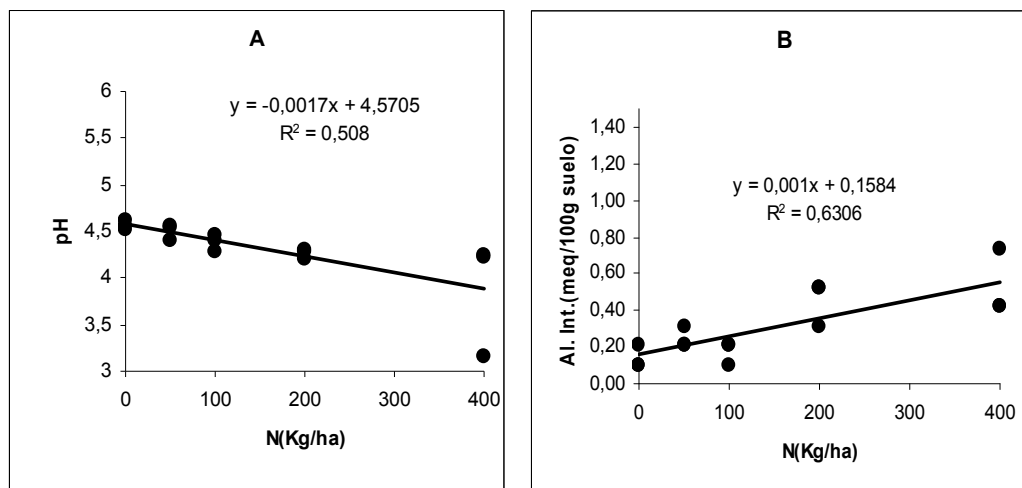 A
y = -0,0017x + 4,5705
R² = 0,508
6
5,5
5
4,5
4
3,5
3
pH
0 100 200 300 400
N(Kg/ha)
B
y = 0,001x + 0,1584
R² = 0,6306
1,40
1,20
1,00
0,80
0,60
0,40
0,20
0,00
Al. Int.(meq/100g suelo)
0 100 200 300 400
N(Kg/ha)